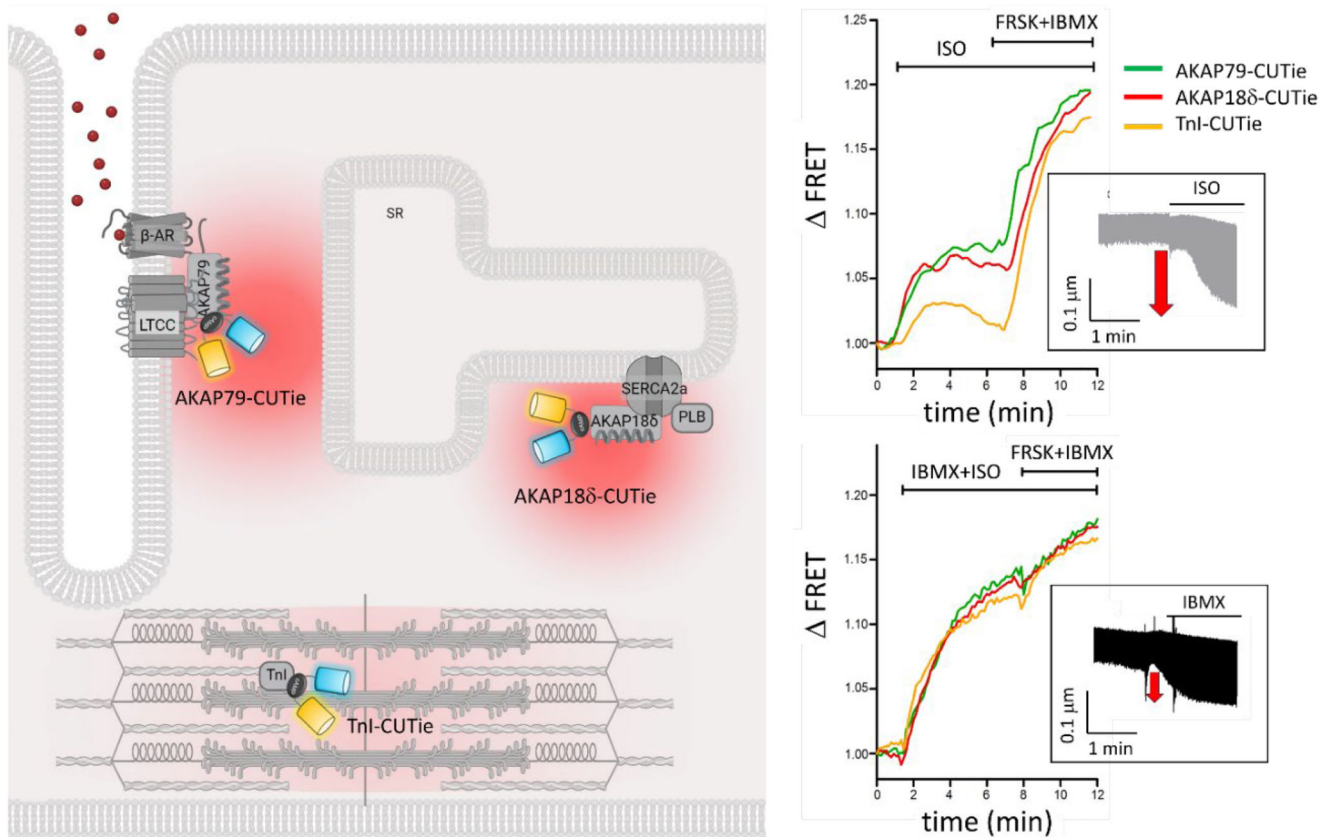 β-AR
AKAP79
LTCC
AKAP79-CUTie
SR
SERCA2a
AKAP18δ
PLB
AKAP18δ-CUTie
TnI
TnI-CUTie
FRSK+IBMX
ISO
AKAP79-CUTie
AKAP18δ-CUTie
TnI-CUTie
Δ FRET
1.25
1.20
1.15
1.10
1.05
1.00
0 2 4 6 8 10 12
time (min)
ISO
0.1 μm
1 min
FRSK+IBMX
IBMX+ISO
Δ FRET
1.20
1.15
1.10
1.05
1.00
0 2 4 6 8 10 12
time (min)
IBMX
0.1 μm
1 min